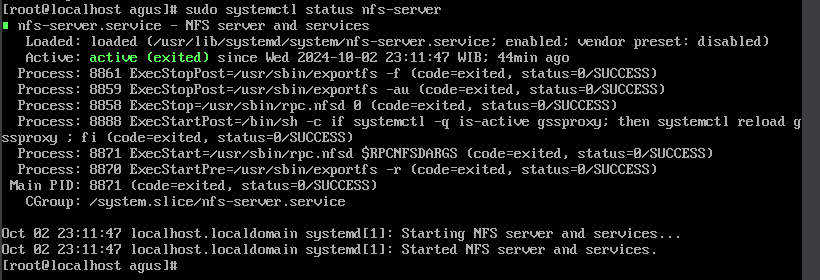 [root@localhost agus]# sudo systemctl status nfs-server
nfs-server.service - NFS server and services
Loaded: loaded (/usr/lib/systemd/system/nfs-server.service; enabled; vendor preset: disabled)
Active: active (exited) since Wed 2024-10-02 23:11:47 WIB; 44min ago
Process: 8861 ExecStopPost=/usr/sbin/exportfs -f (code=exited, status=0/SUCCESS)
Process: 8859 ExecStopPost=/usr/sbin/exportfs -au (code=exited, status=0/SUCCESS)
Process: 8858 ExecStop=/usr/sbin/rpc.nfsd 0 (code=exited, status=0/SUCCESS)
Process: 8888 ExecStartPost=/bin/sh -c if systemctl -q is-active gssproxy; then systemctl reload g
ssproxy ; fi (code=exited, status=0/SUCCESS)
Process: 8871 ExecStart=/usr/sbin/rpc.nfsd $RPCNFSDARGS (code=exited, status=0/SUCCESS)
Process: 8870 ExecStartPre=/usr/sbin/exportfs -r (code=exited, status=0/SUCCESS)
Main PID: 8871 (code=exited, status=0/SUCCESS)
CGroup: /system.slice/nfs-server.service
Oct 02 23:11:47 localhost.localdomain systemd[1]: Starting NFS server and services...
Oct 02 23:11:47 localhost.localdomain systemd[1]: Started NFS server and services.
[root@localhost agus]#